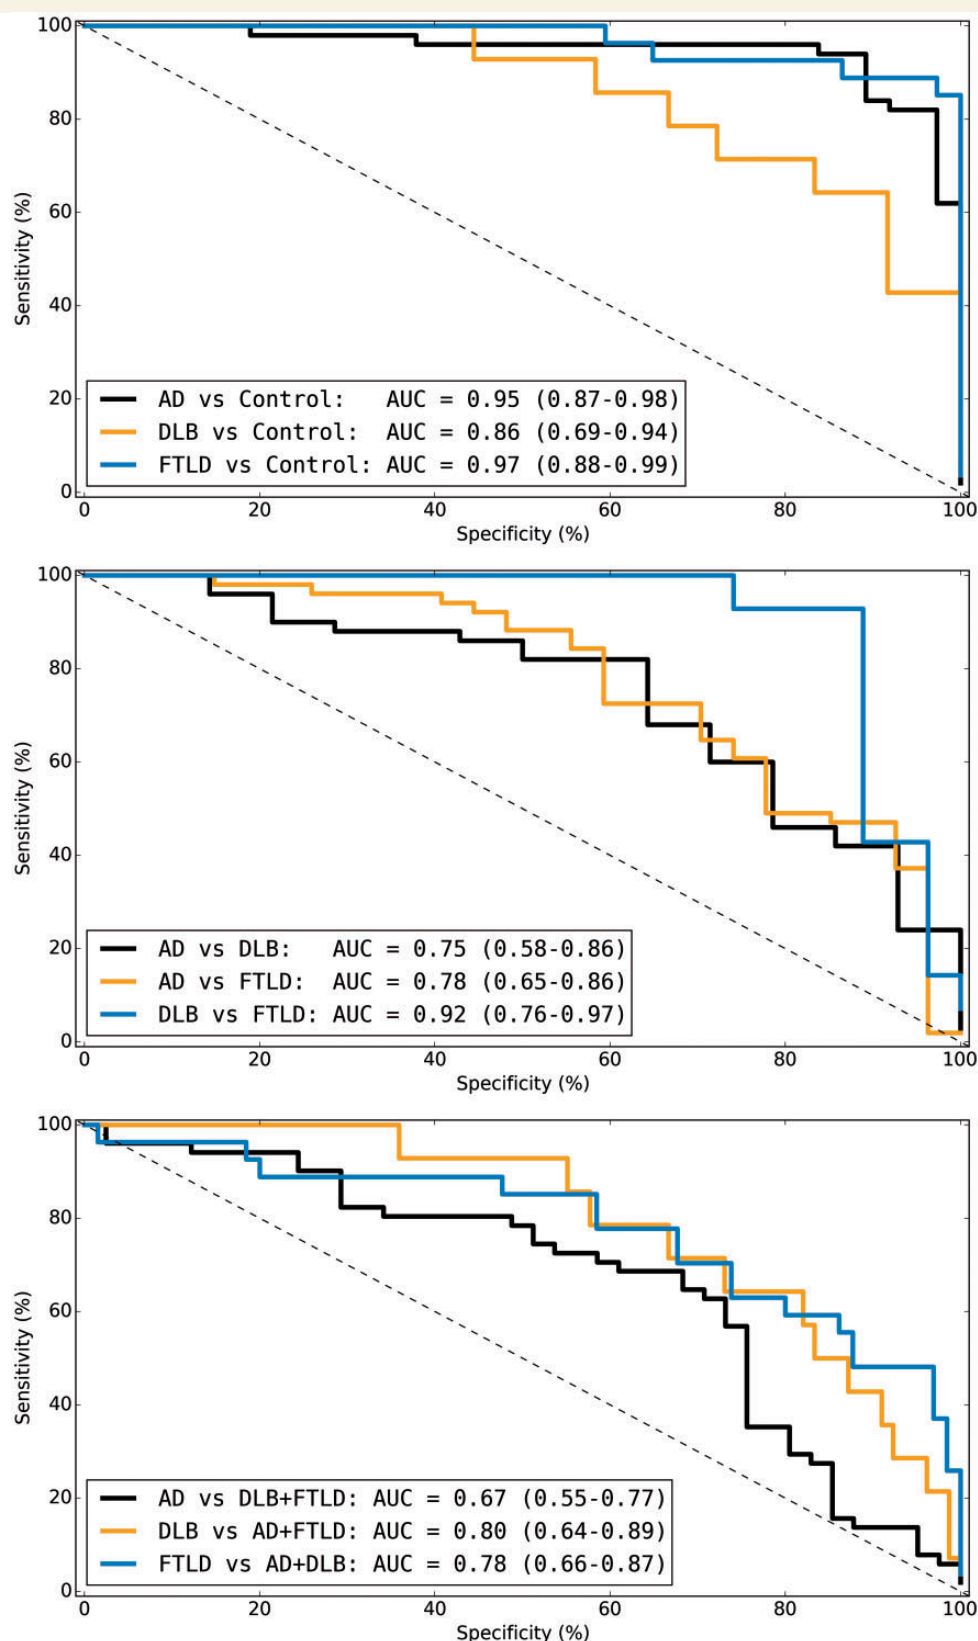 100
80
60
40
20
0
Sensitivity (%)
AD vs Control: AUC = 0.95 (0.87-0.98)
DLB vs Control: AUC = 0.86 (0.69-0.94)
FTLD vs Control: AUC = 0.97 (0.88-0.99)
0 20 40 60 80 100
Specificity (%)
100
80
60
40
20
0
Sensitivity (%)
AD vs DLB: AUC = 0.75 (0.58-0.86)
AD vs FTLD: AUC = 0.78 (0.65-0.86)
DLB vs FTLD: AUC = 0.92 (0.76-0.97)
0 20 40 60 80 100
Specificity (%)
100
80
60
40
20
0
Sensitivity (%)
AD vs DLB+FTLD: AUC = 0.67 (0.55-0.77)
DLB vs AD+FTLD: AUC = 0.80 (0.64-0.89)
FTLD vs AD+DLB: AUC = 0.78 (0.66-0.87)
0 20 40 60 80 100
Specificity (%)